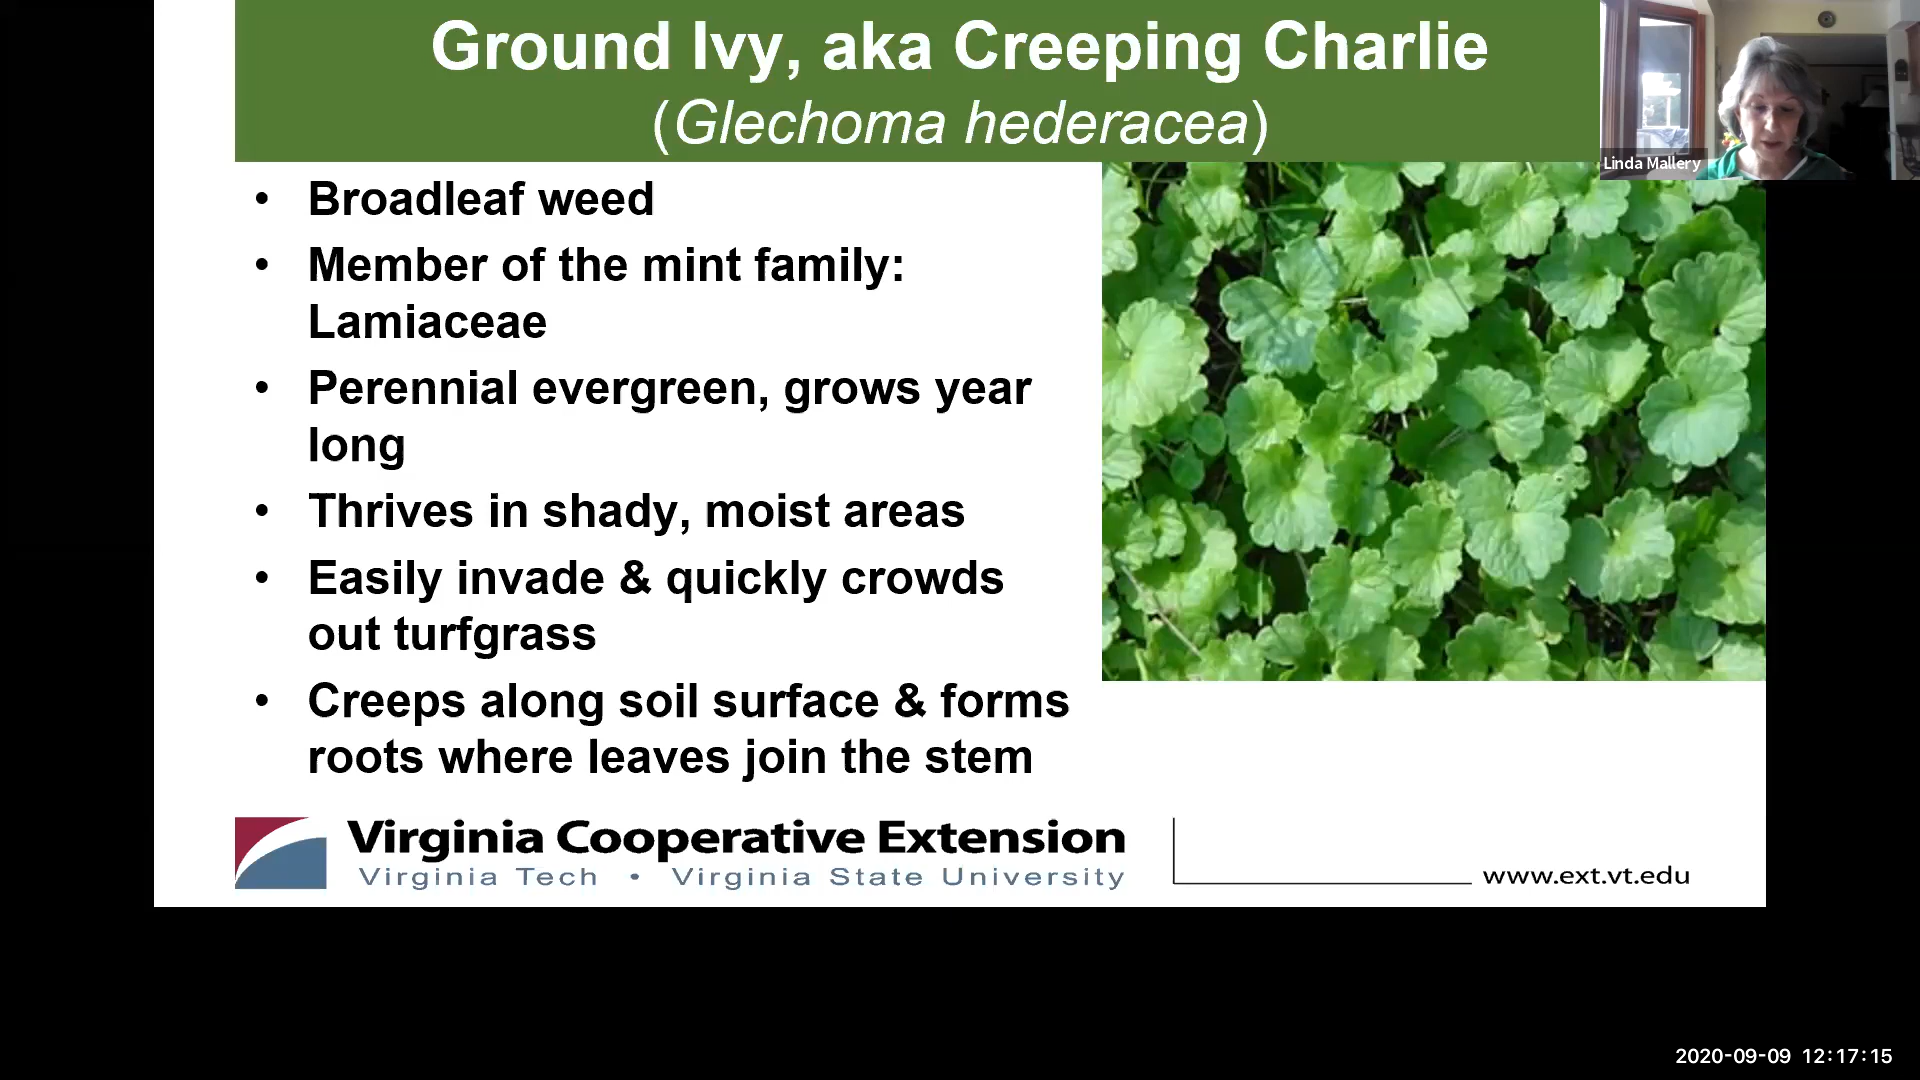 Ground Ivy, aka Creeping Charlie
(Glechoma hederacea)
Linda Mallery
• Broadleaf weed
• Member of the mint family:
Lamiaceae
• Perennial evergreen, grows year
long
• Thrives in shady, moist areas
• Easily invade & quickly crowds
out turfgrass
• Creeps along soil surface & forms
roots where leaves join the stem
Virginia Cooperative Extension
Virginia Tech • Virginia State University
www.ext.vt.edu
2020-09-09 12:17:15